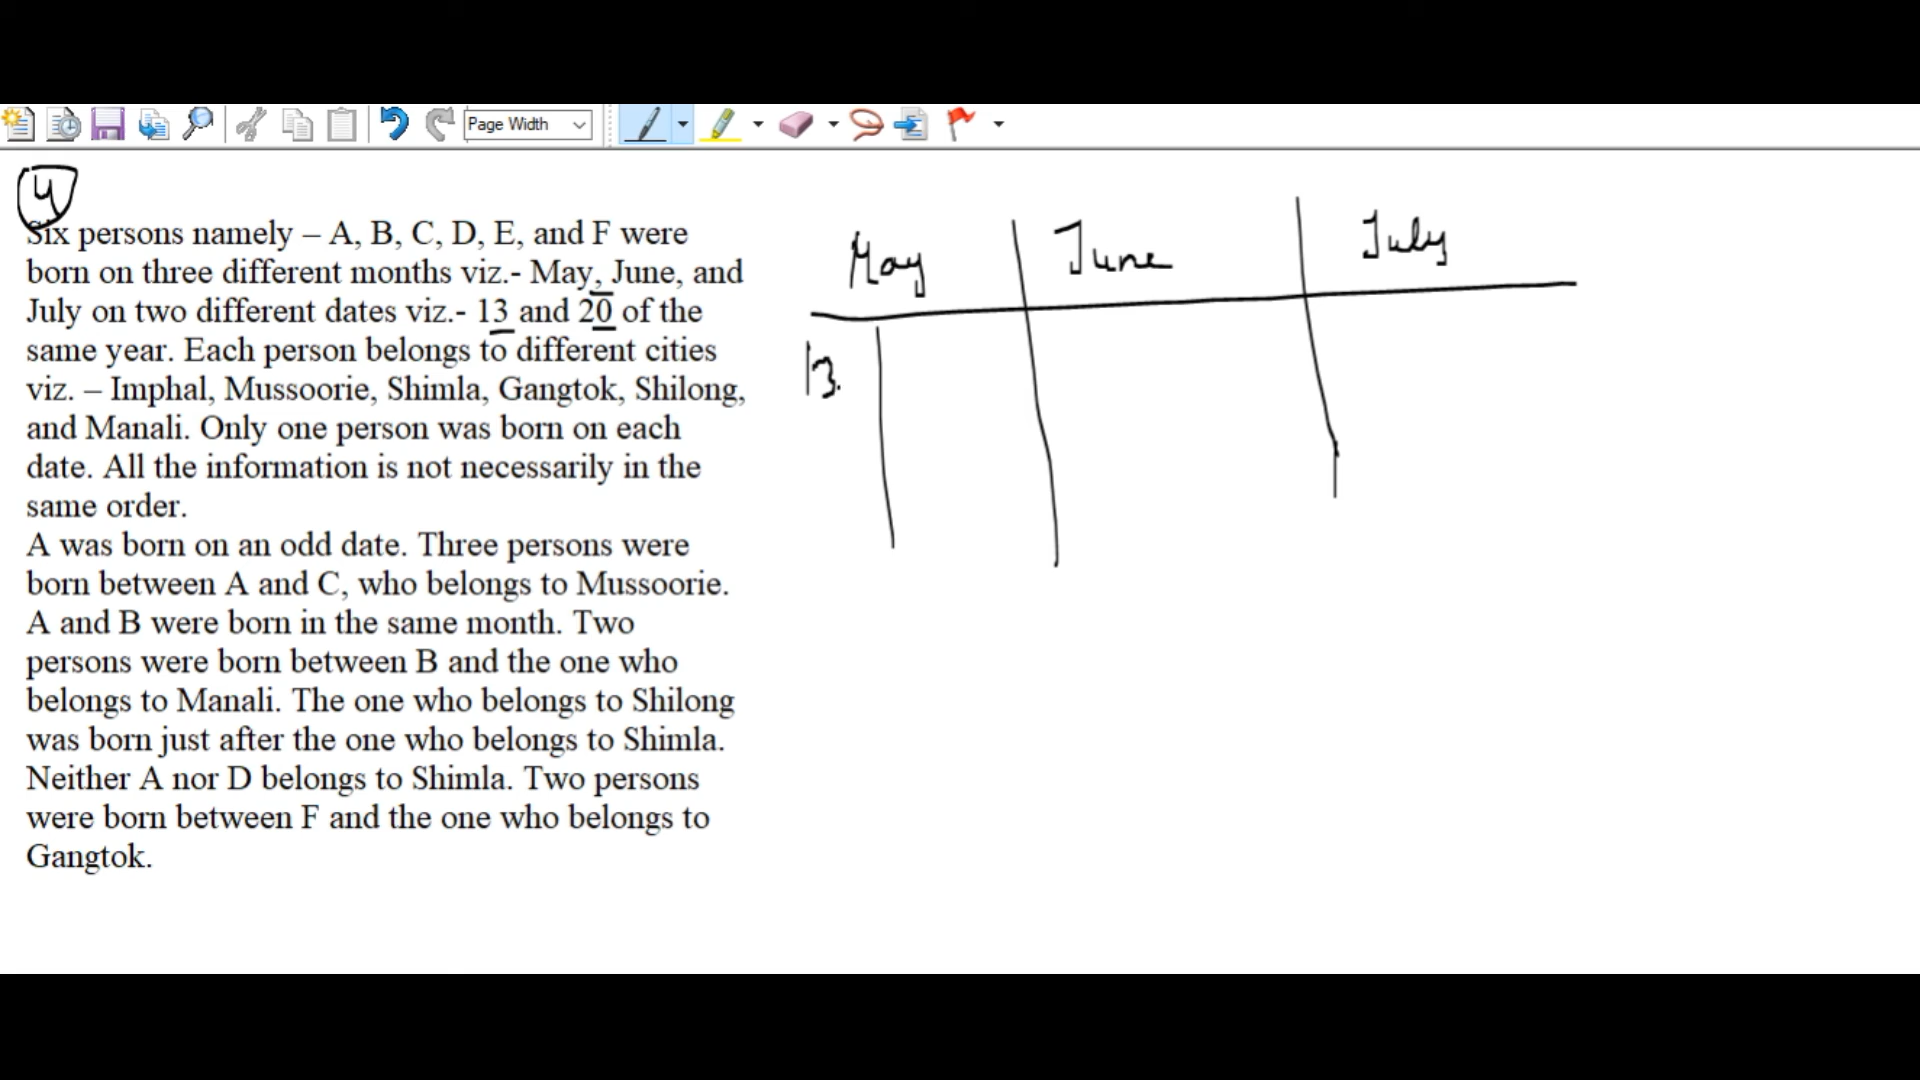 Page Width
4
Six persons namely – A, B, C, D, E, and F were
born on three different months viz.- May, June, and
July on two different dates viz.- 13 and 20 of the
same year. Each person belongs to different cities
viz. – Imphal, Mussoorie, Shimla, Gangtok, Shilong,
and Manali. Only one person was born on each
date. All the information is not necessarily in the
same order.
A was born on an odd date. Three persons were
born between A and C, who belongs to Mussoorie.
A and B were born in the same month. Two
persons were born between B and the one who
belongs to Manali. The one who belongs to Shilong
was born just after the one who belongs to Shimla.
Neither A nor D belongs to Shimla. Two persons
were born between F and the one who belongs to
Gangtok.
May June July
13.